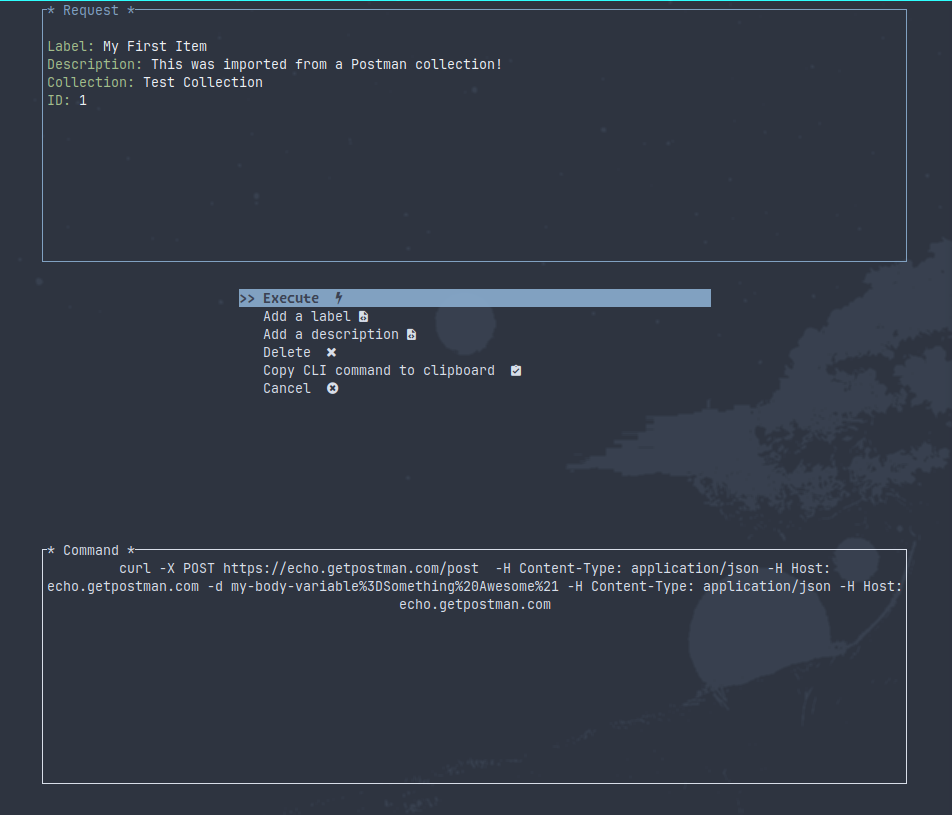 * Request *
Label: My First Item
Description: This was imported from a Postman collection!
Collection: Test Collection
ID: 1
>> Execute
Add a label
Add a description
Delete
Copy CLI command to clipboard
Cancel
* Command *
curl -X POST https://echo.getpostman.com/post  -H Content-Type: application/json -H Host:
echo.getpostman.com -d my-body-variable%3DSomething%20Awesome%21 -H Content-Type: application/json -H Host:
echo.getpostman.com